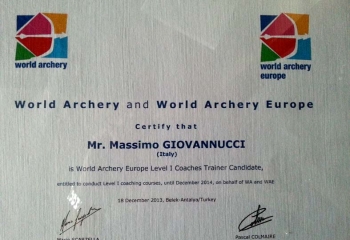 world archery
world archery
europe
World Archery and World Archery Europe
Certify that
Mr. Massimo GIOVANNUCCI
(Italy)
is World Archery Europe Level I Coaches Trainer Candidate,
entitled to conduct Level I coaching courses, until December 2014, on behalf of WA and WAE
18 December 2013, Belek-Antalya/Turkey
Mario SCARZELLA
Pascal COLMAIRE